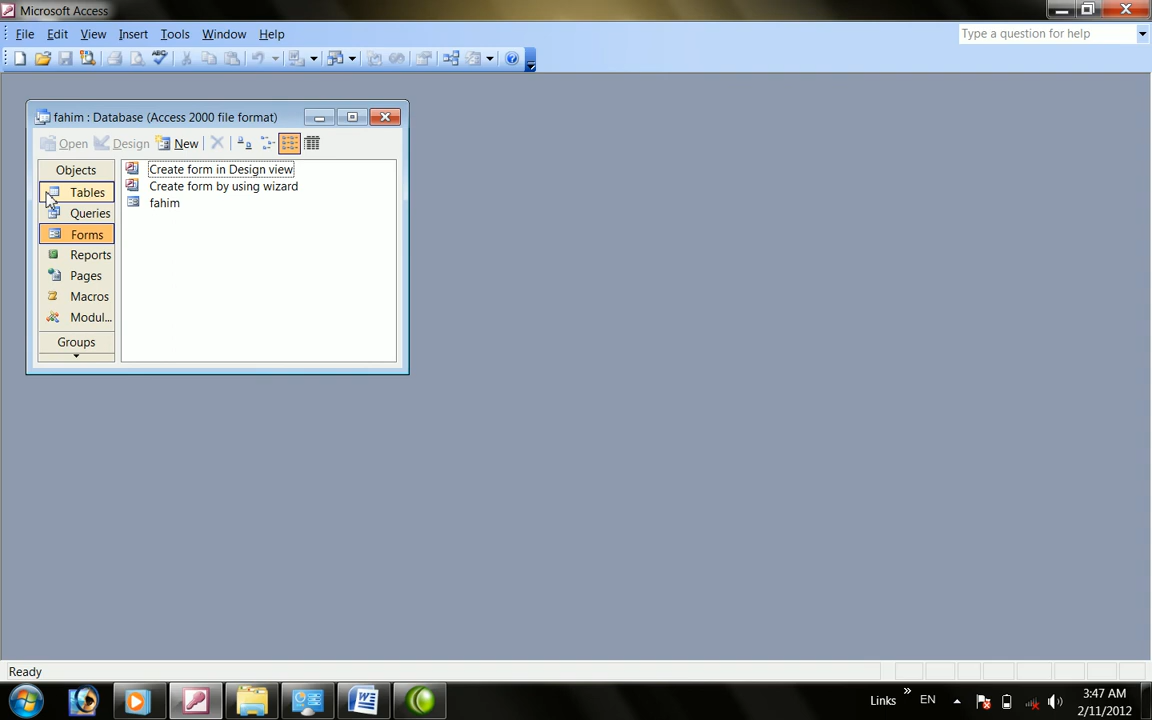 Microsoft Access
File Edit View Insert Tools Window Help
Type a question for help
fahim : Database (Access 2000 file format)
Open Design New
Objects
Tables
Queries
Forms
Reports
Pages
Macros
Modul...
Groups
Create form in Design view
Create form by using wizard
fahim
Ready
Links » EN
3:47 AM
2/11/2012